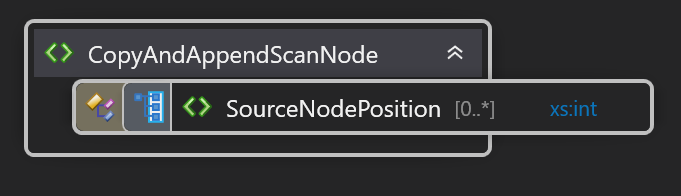 CopyAndAppendScanNode
SourceNodePosition [0..*] xs:int